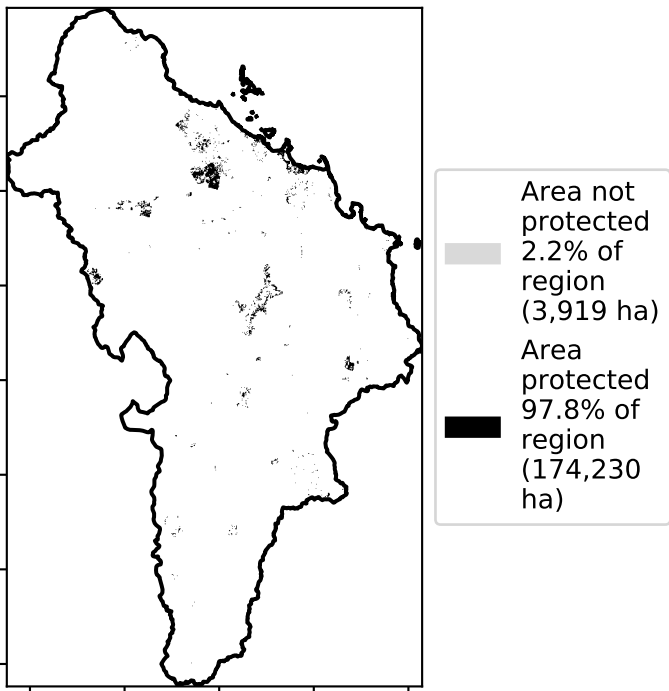 Area not
protected
2.2% of
region
(3,919 ha)
Area
protected
97.8% of
region
(174,230
ha)